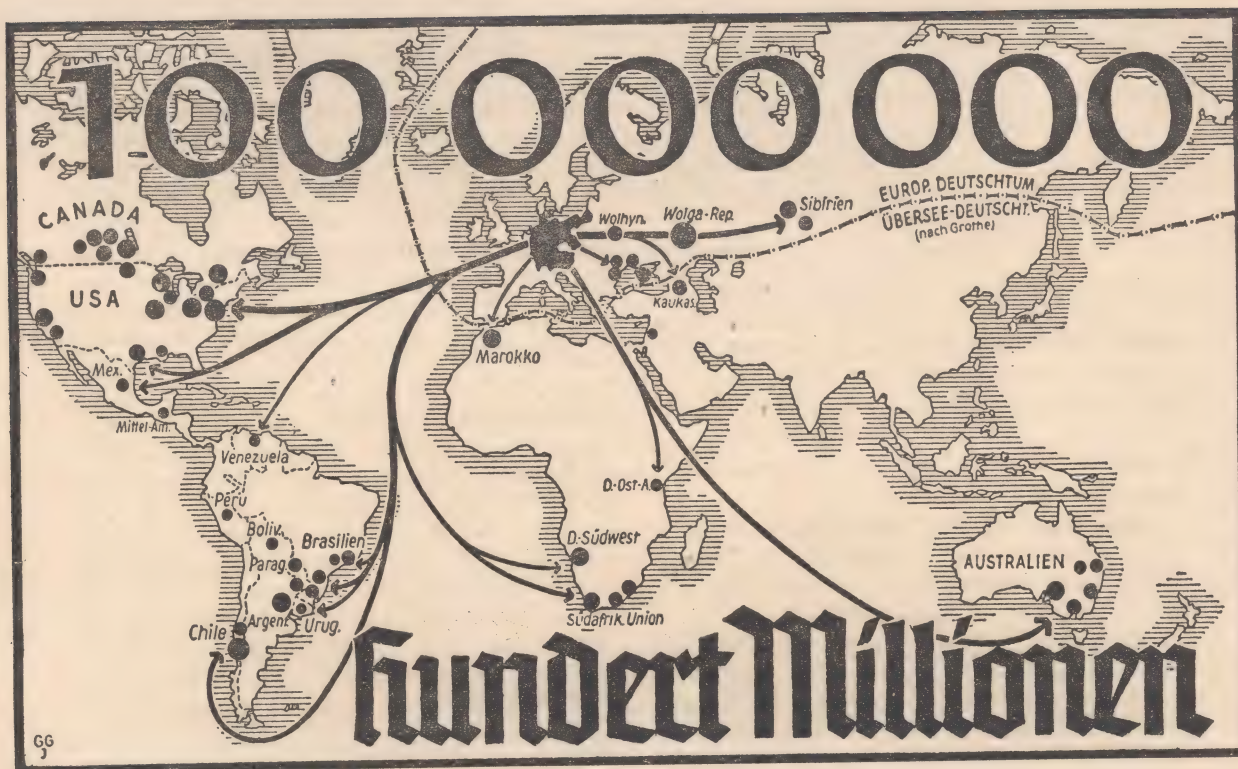 100 000 000
CANADA
USA
Mex.
Mittel-Am.
Venezuela
Peru
Boliv.
Parag.
Brasilien
Argent.
Urug.
Chile
Wolhyn.
Wolga-Rep.
Sibirien
EUROP. DEUTSCHTUM
ÜBERSEE-DEUTSCHT.
(nach Grothe)
Kaukas.
Marokko
D.-Ost-A.
D.-Südwest
Südafrik. Union
AUSTRALIEN
hundert Millionen
GG
J